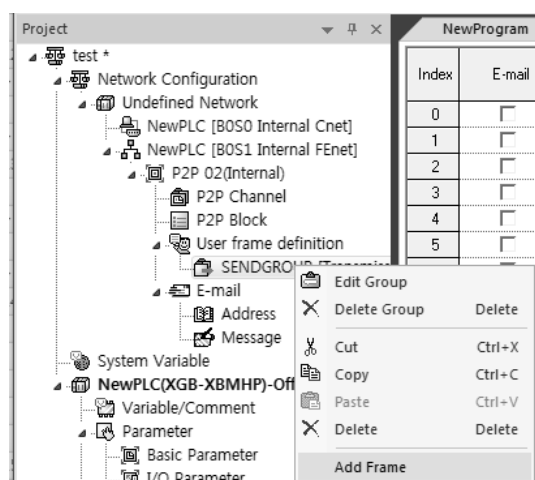 Project
NewProgram
test *
Network Configuration
Undefined Network
NewPLC [B0S0 Internal Cnet]
NewPLC [B0S1 Internal FEnet]
P2P 02(Internal)
P2P Channel
P2P Block
User frame definition
SENDGROUP
E-mail
Address
Message
System Variable
NewPLC(XGB-XBMHP)-Off
Variable/Comment
Parameter
Basic Parameter
I/O Parameter
Index E-mail
0
1
2
3
4
5
Edit Group
Delete Group Delete
Cut Ctrl+X
Copy Ctrl+C
Paste Ctrl+V
Delete Delete
Add Frame